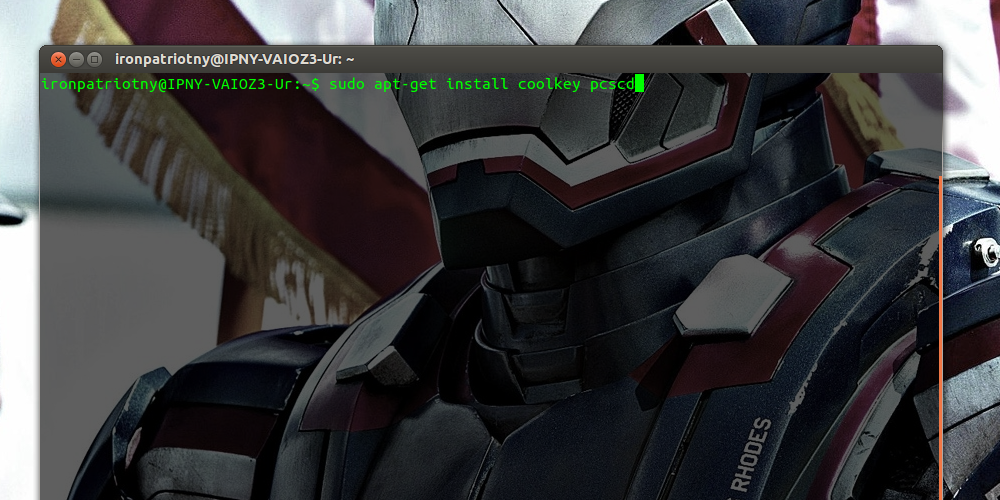 ironpatriotny@IPNY-VAIOZ3-Ur: ~
ironpatriotny@IPNY-VAIOZ3-Ur:~$ sudo apt-get install coolkey pcscd
RHODES